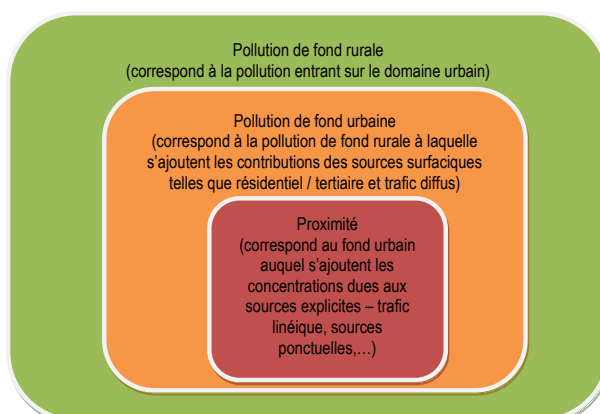 Pollution de fond rurale
(correspond à la pollution entrant sur le domaine urbain)
Pollution de fond urbaine
(correspond à la pollution de fond rurale à laquelle
s'ajoutent les contributions des sources surfaciques
telles que résidentiel / tertiaire et trafic diffus)
Proximité
(correspond au fond urbain
auquel s'ajoutent les
concentrations dues aux
sources explicites – trafic
linéique, sources
ponctuelles,…)